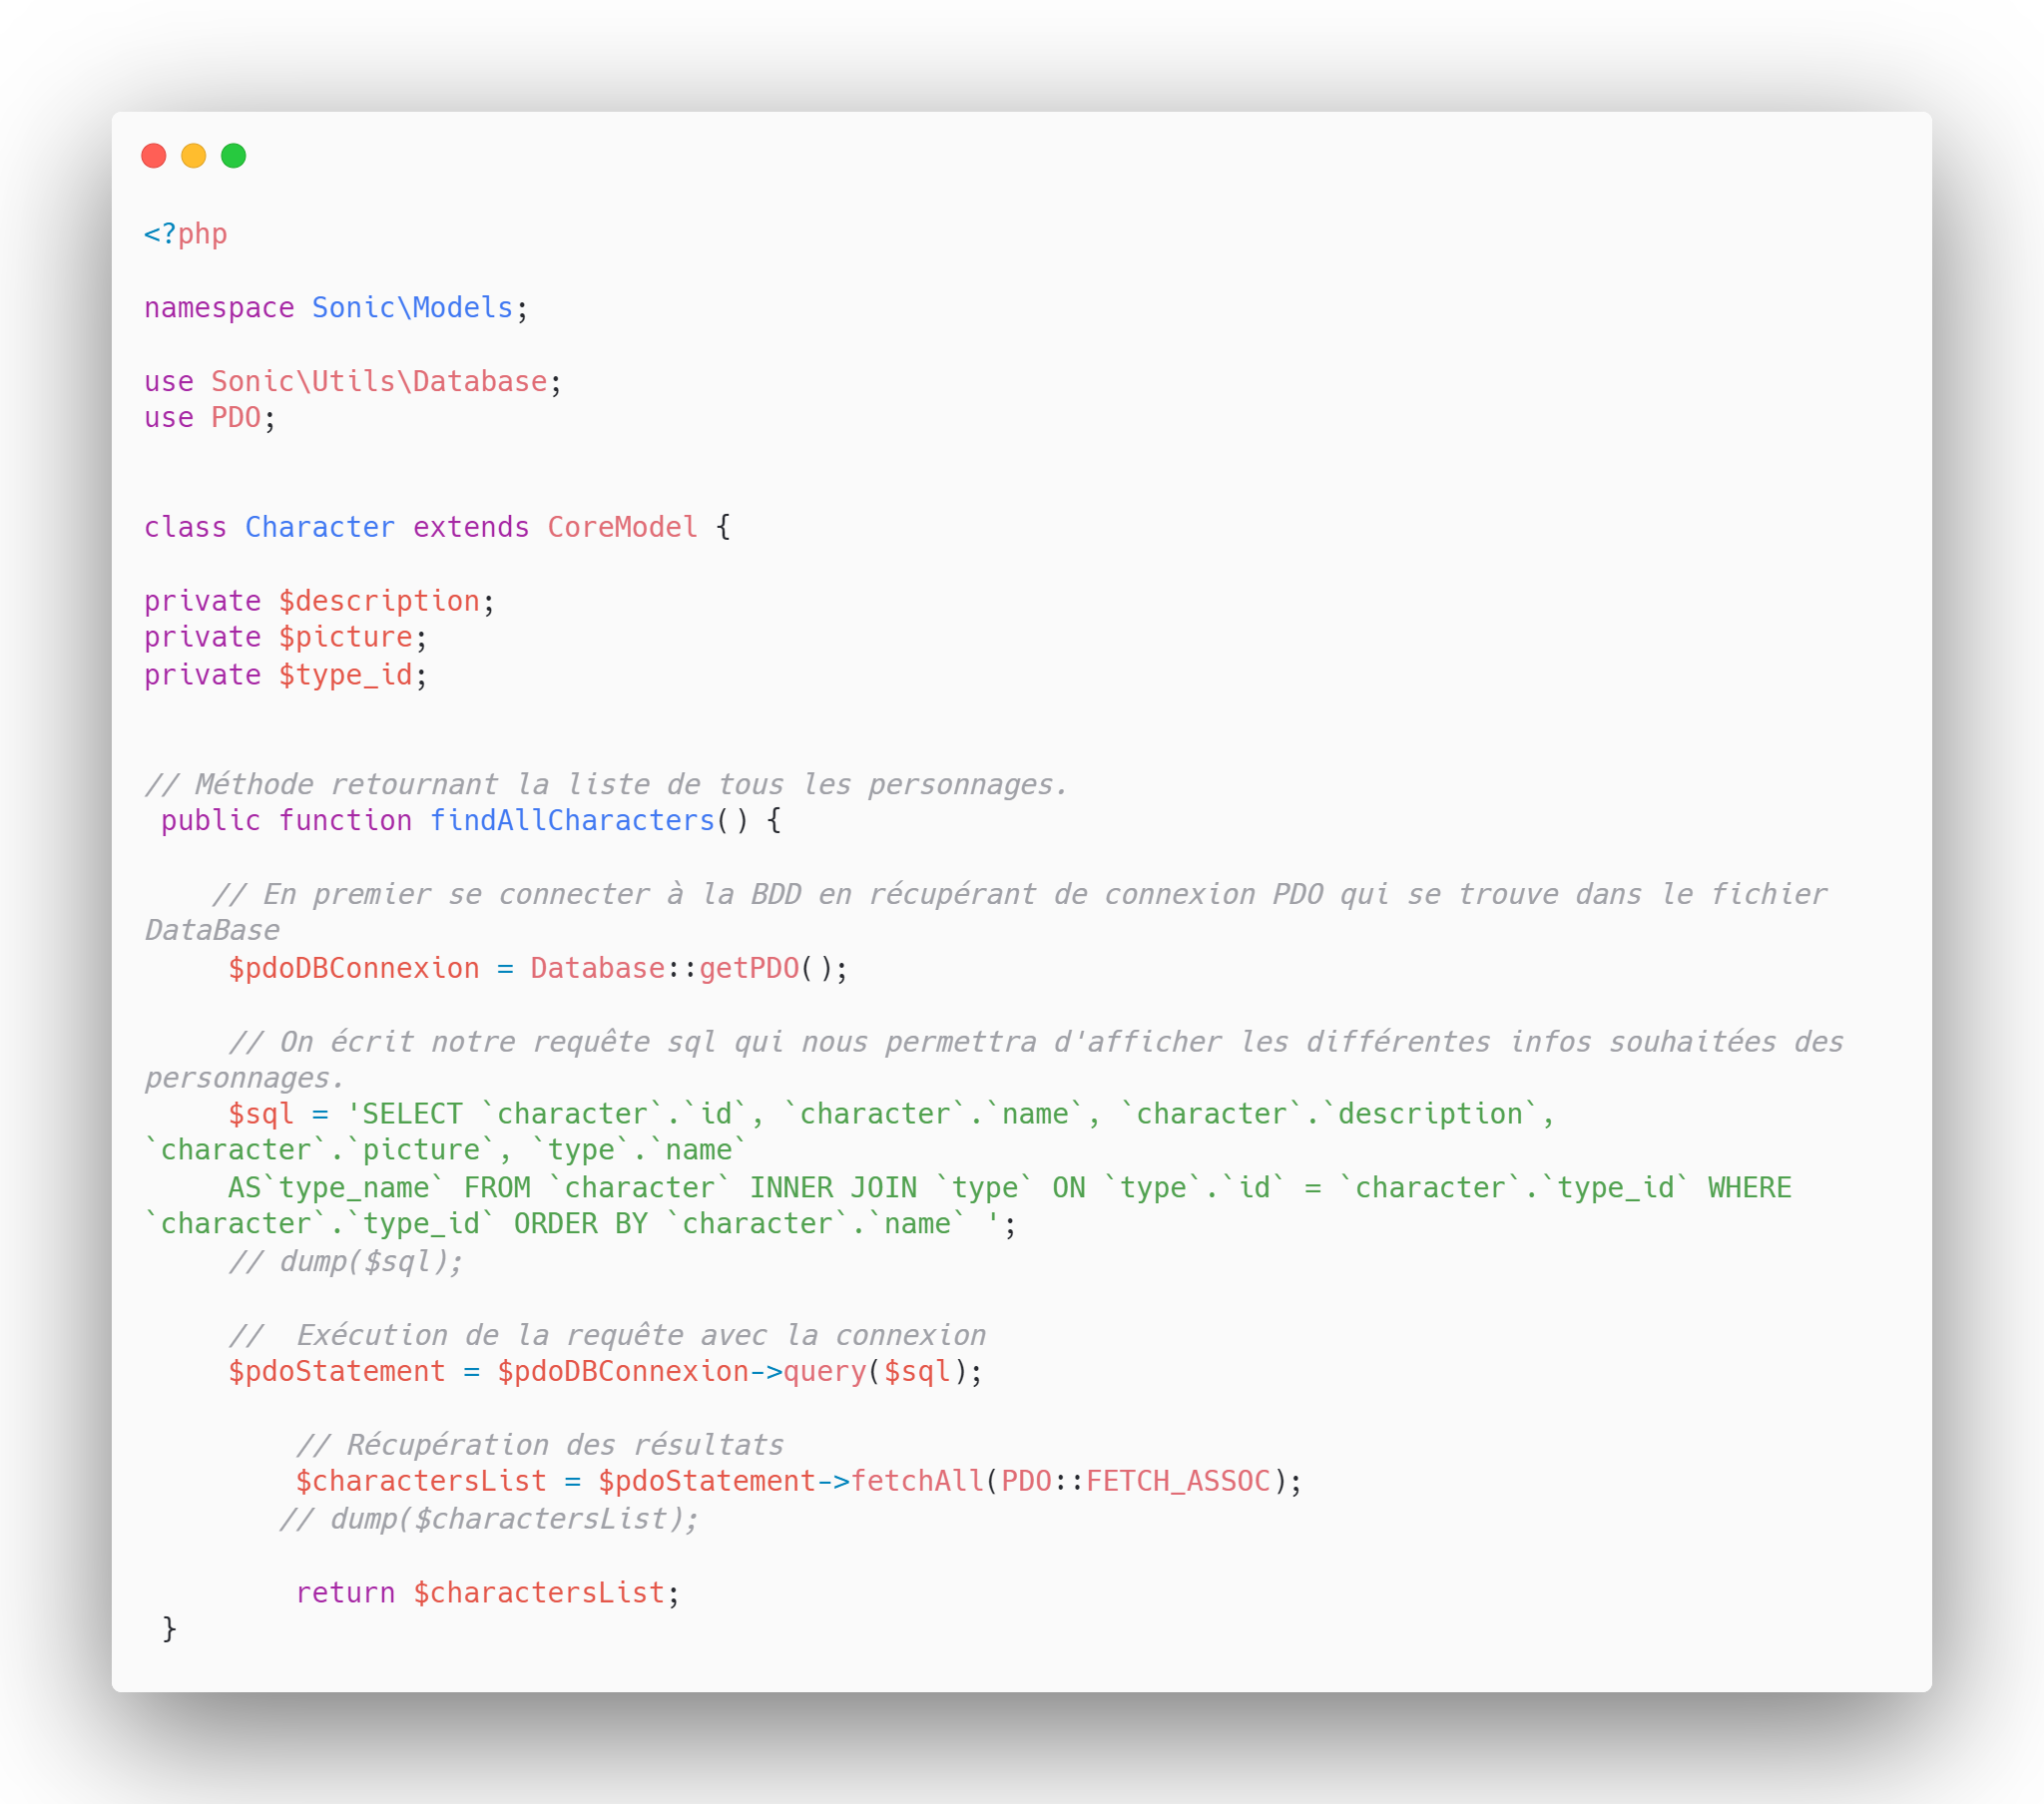 <?php
namespace Sonic\Models;
use Sonic\Utils\Database;
use PDO;
class Character extends CoreModel {
private $description;
private $picture;
private $type_id;
// Méthode retournant la liste de tous les personnages.
public function findAllCharacters() {
// En premier se connecter à la BDD en récupérant de connexion PDO qui se trouve dans le fichier
DataBase
$pdoDBConnexion = Database::getPDO();
// On écrit notre requête sql qui nous permettra d'afficher les différentes infos souhaitées des
personnages.
$sql = 'SELECT `character`.`id`, `character`.`name`, `character`.`description`,
`character`.`picture`, `type`.`name`
AS`type_name` FROM `character` INNER JOIN `type` ON `type`.`id` = `character`.`type_id` WHERE
`character`.`type_id` ORDER BY `character`.`name` ';
// dump($sql);
//  Exécution de la requête avec la connexion
$pdoStatement = $pdoDBConnexion->query($sql);
// Récupération des résultats
$charactersList = $pdoStatement->fetchAll(PDO::FETCH_ASSOC);
// dump($charactersList);
return $charactersList;
}